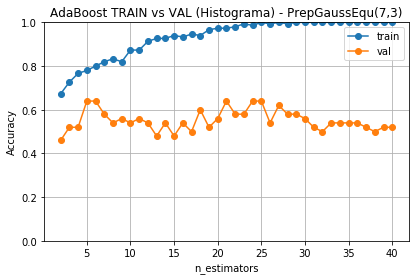 AdaBoost TRAIN vs VAL (Histograma) - PrepGaussEqu(7,3)
1.0
train
val
0.8
0.6
Accuracy
0.4
0.2
0.0
5 10 15 20 25 30 35 40
n_estimators